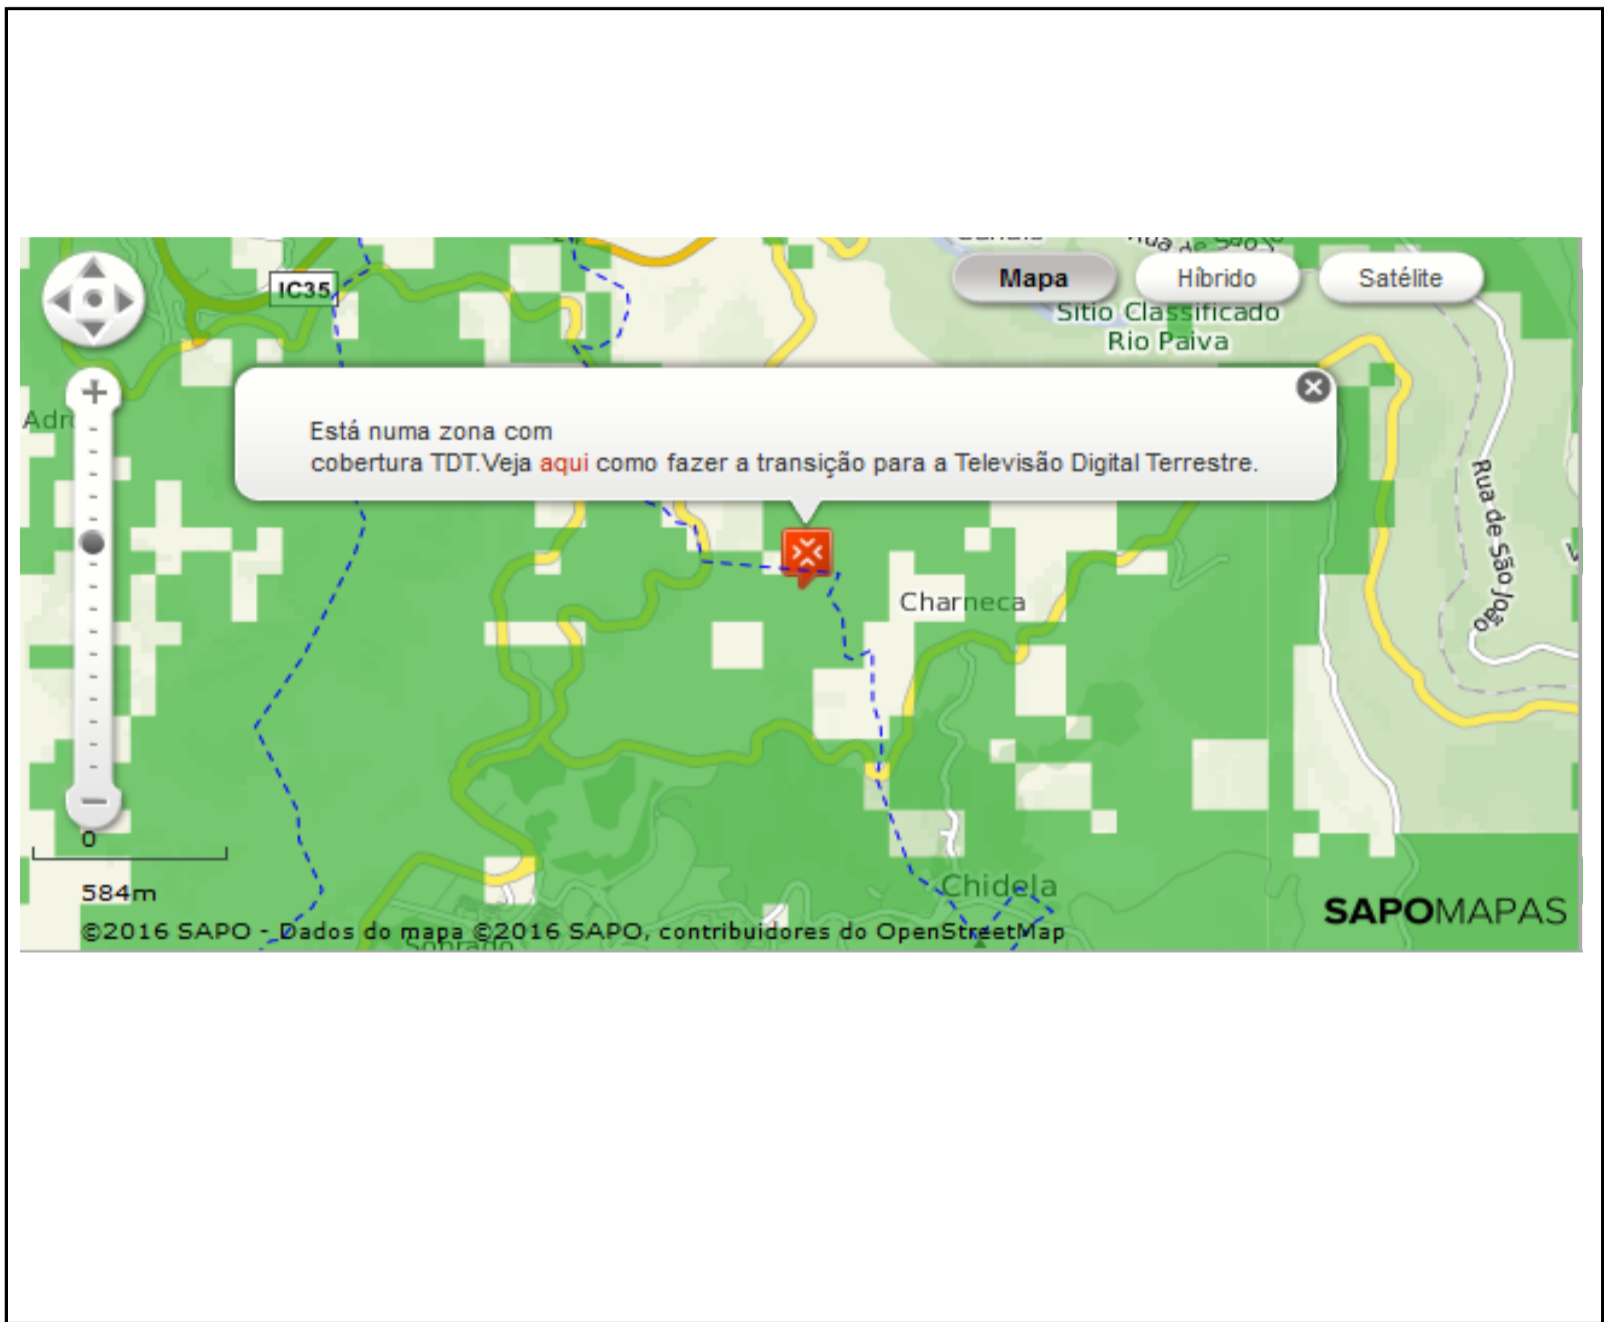 Mapa
Híbrido
Satélite
IC35
Sítio Classificado
Rio Paiva
Está numa zona com
cobertura TDT.Veja aqui como fazer a transição para a Televisão Digital Terrestre.
Rua de São João
Charneca
0
584m
Chidela
SAPOMAPAS
©2016 SAPO - Dados do mapa ©2016 SAPO, contribuidores do OpenStreetMap
Sobrado